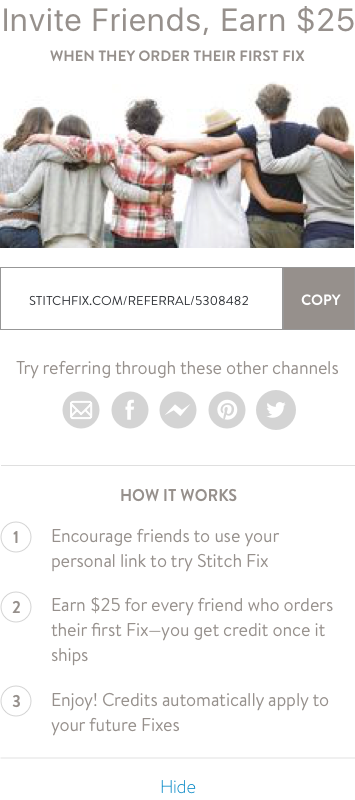 Invite Friends, Earn $25
WHEN THEY ORDER THEIR FIRST FIX
STITCHFIX.COM/REFERRAL/5308482
COPY
Try referring through these other channels
HOW IT WORKS
1
Encourage friends to use your
personal link to try Stitch Fix
2
Earn $25 for every friend who orders
their first Fix—you get credit once it
ships
3
Enjoy! Credits automatically apply to
your future Fixes
Hide